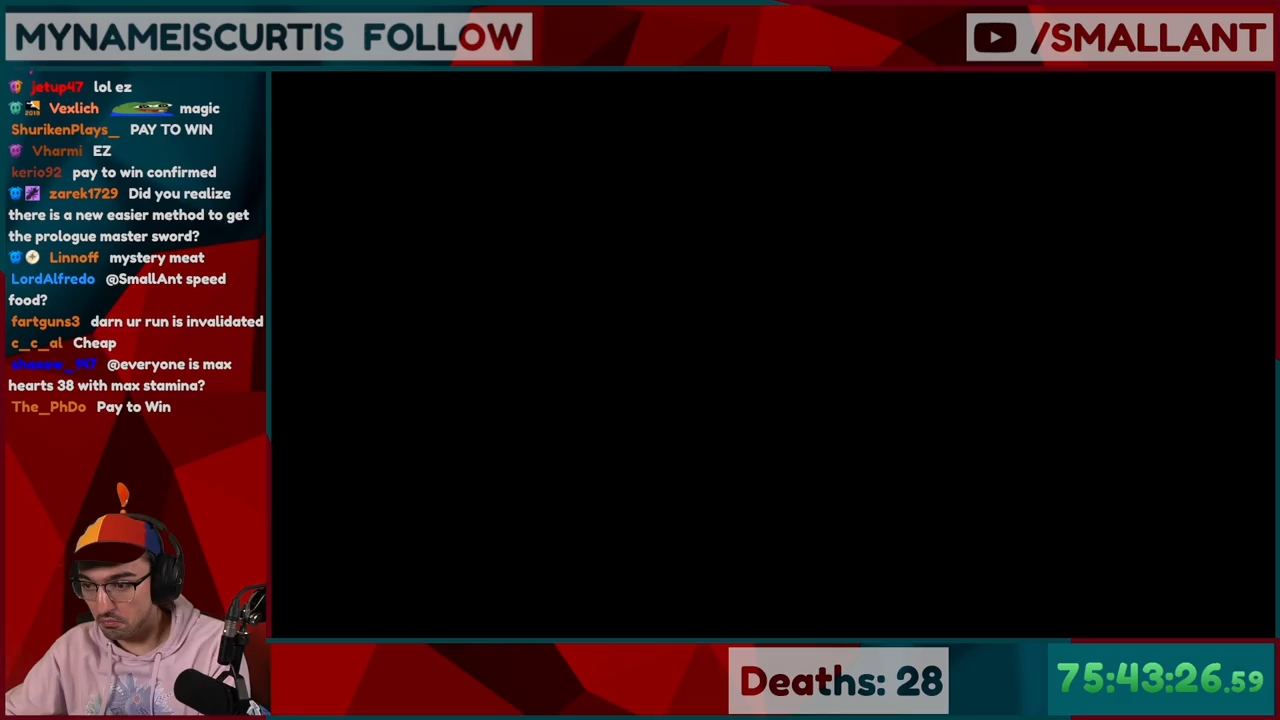 MYNAMEISCURTIS FOLLOW
/SMALLANT
jetup47 lol ez
2019 Vexlich magic
ShurikenPlays_ PAY TO WIN
Vharmi EZ
kerio92 pay to win confirmed
zarek1729 Did you realize
there is a new easier method to get
the prologue master sword?
Linnoff mystery meat
LordAlfredo @SmallAnt speed
food?
fartguns3 darn ur run is invalidated
c_c_al Cheap
@everyone is max
hearts 38 with max stamina?
The_PhDo Pay to Win
Deaths: 28
75:43:26.59